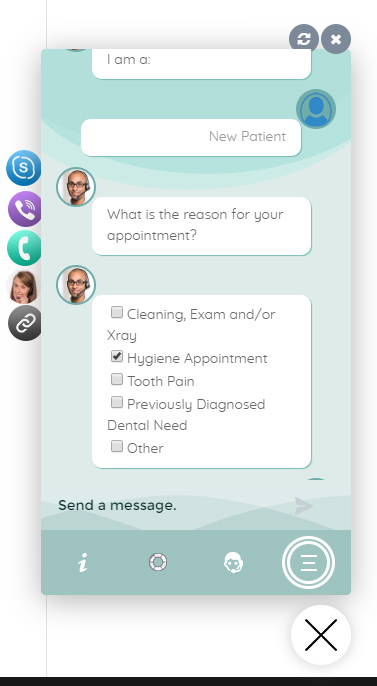 I am a:
New Patient
What is the reason for your
appointment?
Cleaning, Exam and/or
Xray
Hygiene Appointment
Tooth Pain
Previously Diagnosed
Dental Need
Other
Send a message.